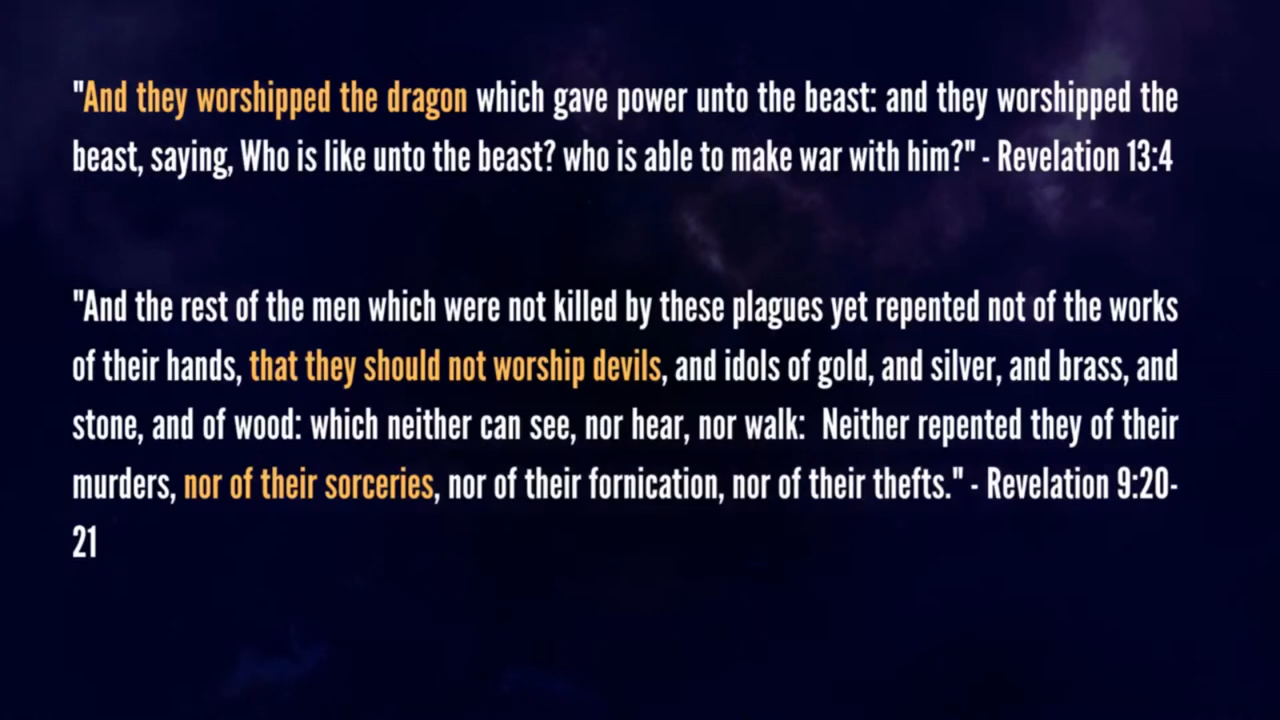 "And they worshipped the dragon which gave power unto the beast: and they worshipped the
beast, saying, Who is like unto the beast? who is able to make war with him?" - Revelation 13:4
"And the rest of the men which were not killed by these plagues yet repented not of the works
of their hands, that they should not worship devils, and idols of gold, and silver, and brass, and
stone, and of wood: which neither can see, nor hear, nor walk:  Neither repented they of their
murders, nor of their sorceries, nor of their fornication, nor of their thefts." - Revelation 9:20-
21